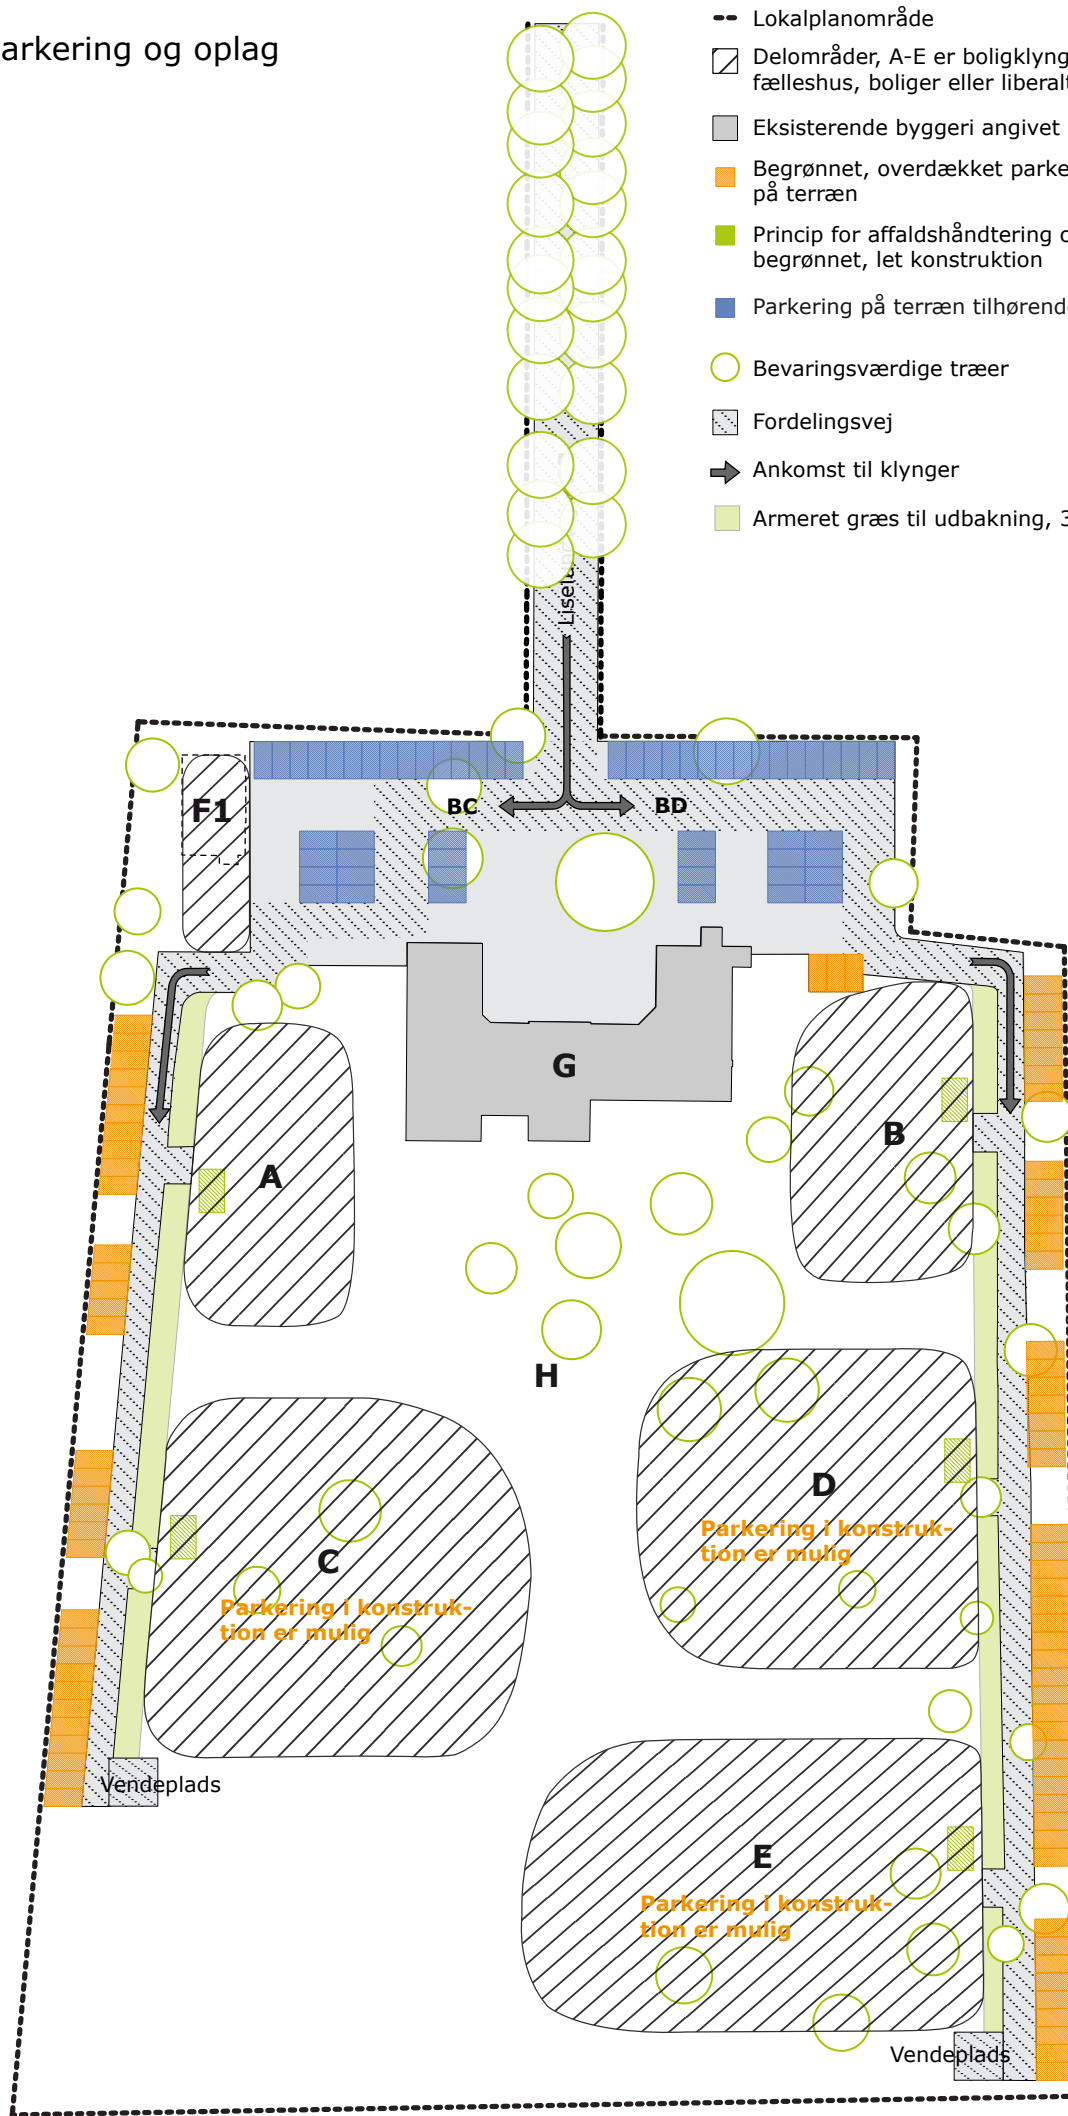 arkering og oplag
Lokalplanområde
Delområder, A-E er boligklyng
fælleshus, boliger eller liberalt
Eksisterende byggeri angivet
Begrønnet, overdækket parke
på terræn
Princip for affaldshåndtering o
begrønnet, let konstruktion
Parkering på terræn tilhørende
Bevaringsværdige træer
Fordelingsvej
Ankomst til klynger
Armeret græs til udbakning, 3
BC
BD
F1
G
A
B
H
D
Parkering i konstruk-
tion er mulig
C
Parkering i konstruk-
tion er mulig
Vendeplads
E
Parkering i konstruk-
tion er mulig
Vendeplads